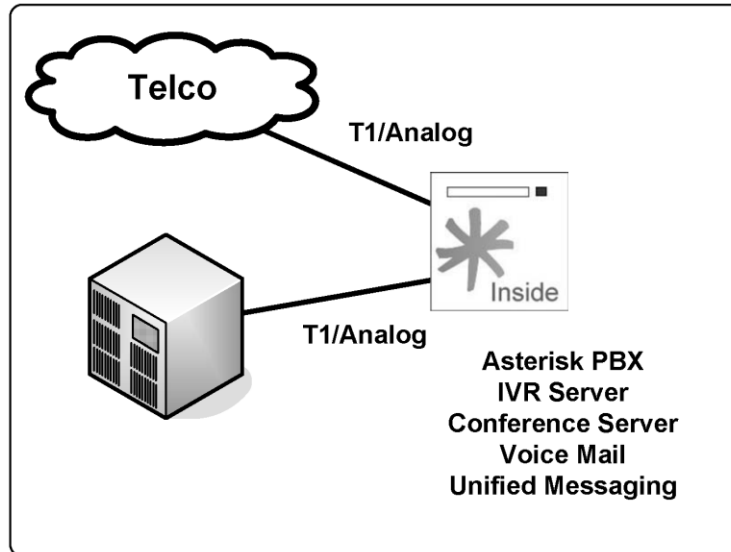 Telco
T1/Analog
Inside
T1/Analog
Asterisk PBX
IVR Server
Conference Server
Voice Mail
Unified Messaging